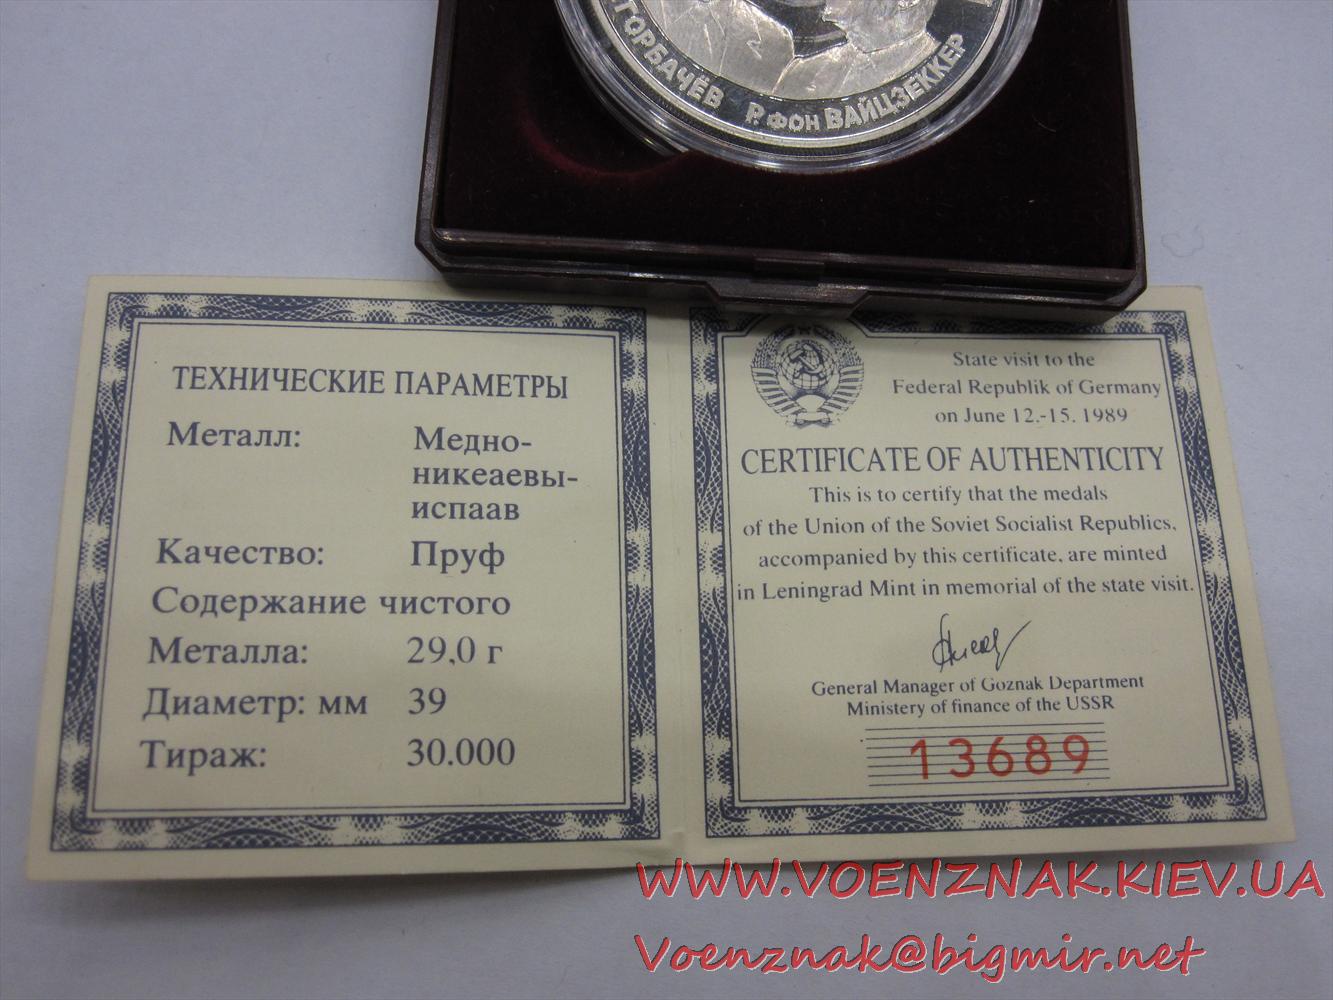 ГОРБАЧЁВ Р. ФОН ВАЙЦЗЕККЕР
ТЕХНИЧЕСКИЕ ПАРАМЕТРЫ
Металл: Медно-
никеаевы-
испаав
Качество: Пруф
Содержание чистого
Металла: 29,0 г
Диаметр: мм 39
Тираж: 30.000
State visit to the
Federal Republik of Germany
on June 12.-15. 1989
CERTIFICATE OF AUTHENTICITY
This is to certify that the medals
of the Union of the Soviet Socialist Republics,
accompanied by this certificate, are minted
in Leningrad Mint in memorial of the state visit.
General Manager of Goznak Department
Ministry of finance of the USSR
13689
WWW.VOENZNAK.KIEV.UA
Voenznak@bigmir.net